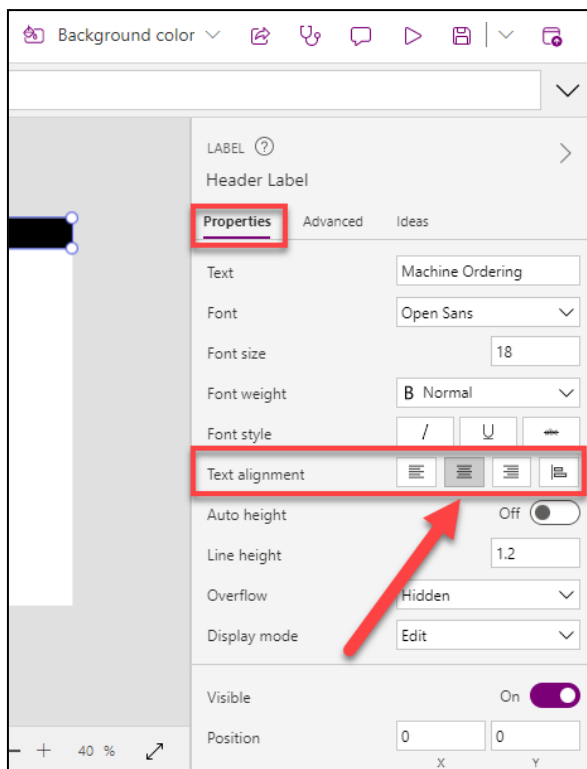 Background color
LABEL
Header Label
Properties Advanced Ideas
Text Machine Ordering
Font Open Sans
Font size 18
Font weight B Normal
Font style / U abc
Text alignment
Auto height Off
Line height 1.2
Overflow Hidden
Display mode Edit
Visible On
Position 0 0
X Y
40 %